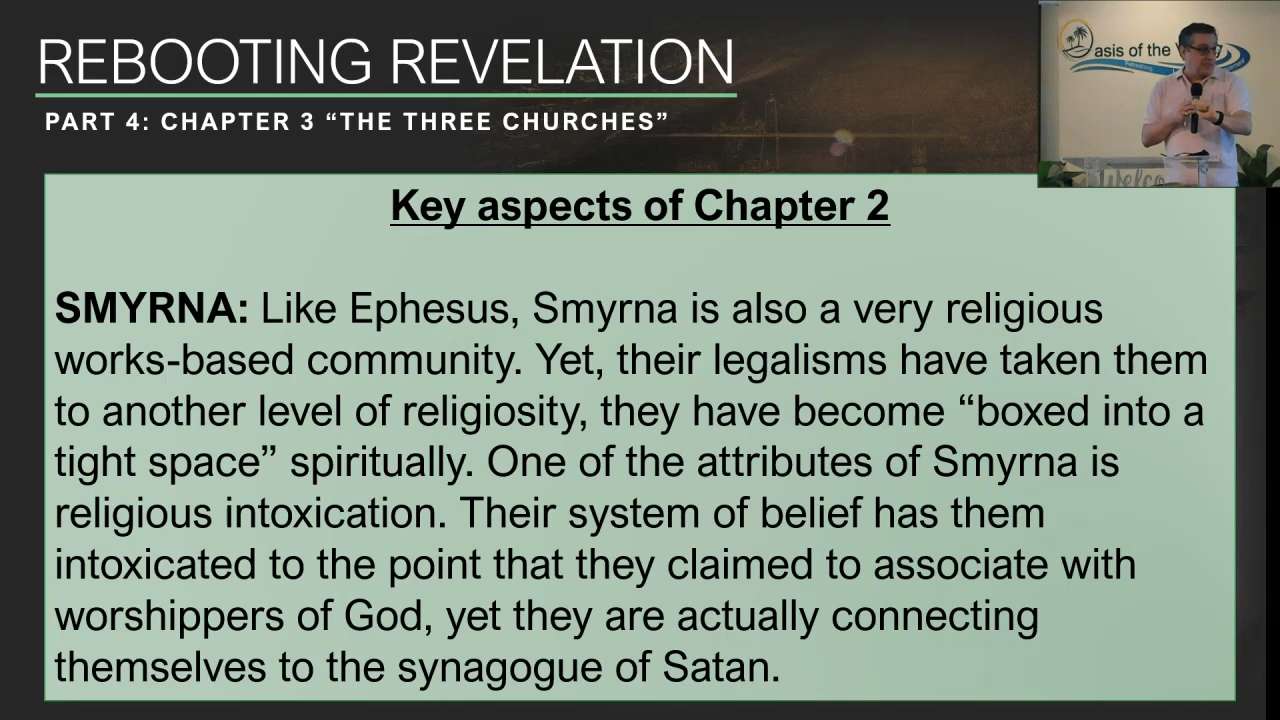 REBOOTING REVELATION
PART 4: CHAPTER 3 “THE THREE CHURCHES”
asis of the
Welco
Key aspects of Chapter 2
SMYRNA: Like Ephesus, Smyrna is also a very religious
works-based community. Yet, their legalisms have taken them
to another level of religiosity, they have become “boxed into a
tight space” spiritually. One of the attributes of Smyrna is
religious intoxication. Their system of belief has them
intoxicated to the point that they claimed to associate with
worshippers of God, yet they are actually connecting
themselves to the synagogue of Satan.